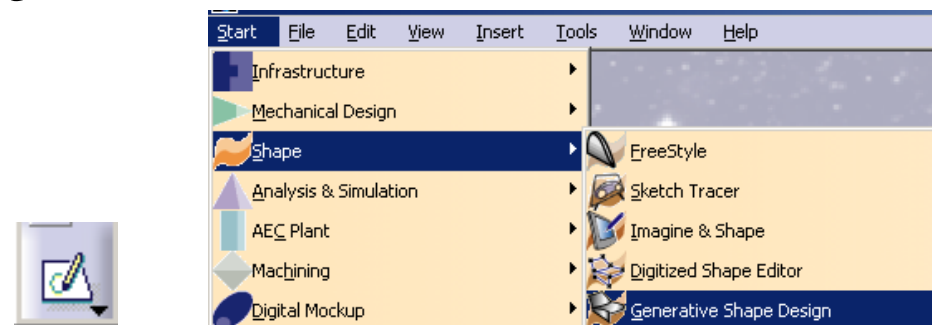 Start File Edit View Insert Tools Window Help
Infrastructure
Mechanical Design
Shape
Analysis & Simulation
AEC Plant
Machining
Digital Mockup
FreeStyle
Sketch Tracer
Imagine & Shape
Digitized Shape Editor
Generative Shape Design